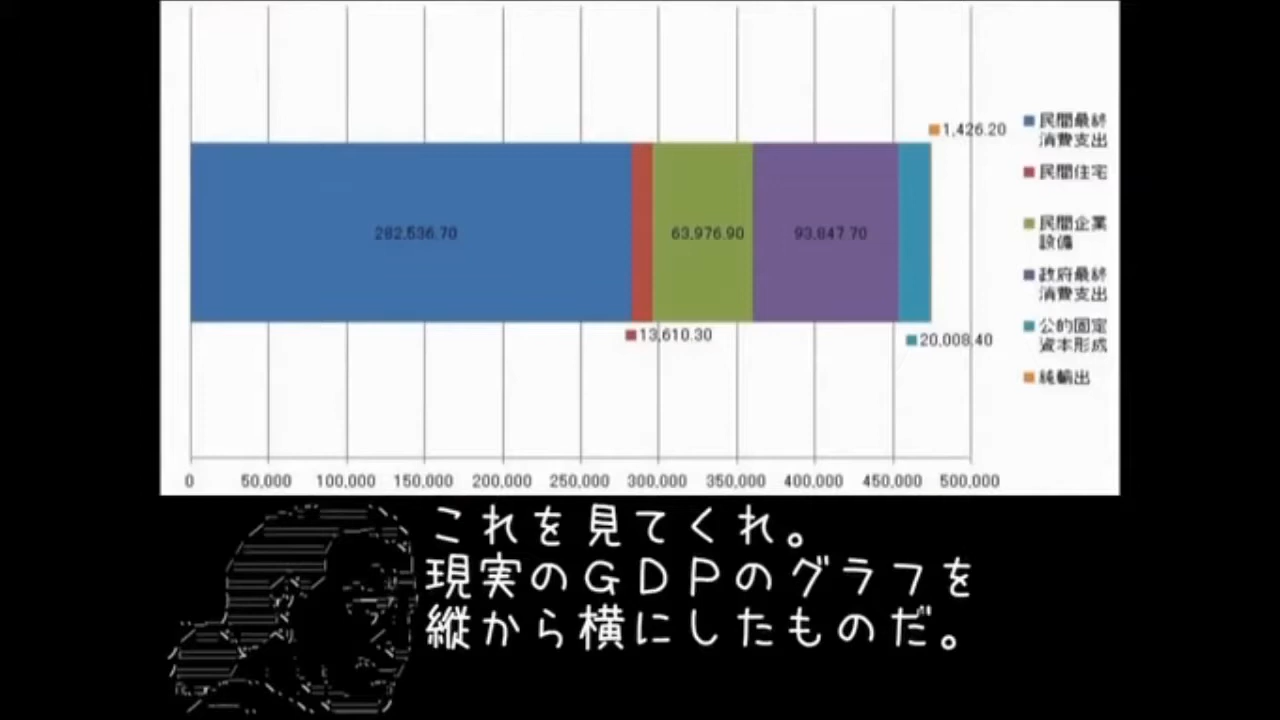 1,426.20
民間最終
消費支出
民間住宅
民間企業
設備
政府最終
消費支出
公的固定
資本形成
純輸出
282,536.70
63,976.90
93,847.70
13,610.30
20,008.40
0 50,000 100,000 150,000 200,000 250,000 300,000 350,000 400,000 450,000 500,000
これを見てくれ。
現実のGDPのグラフを
縦から横にしたものだ。